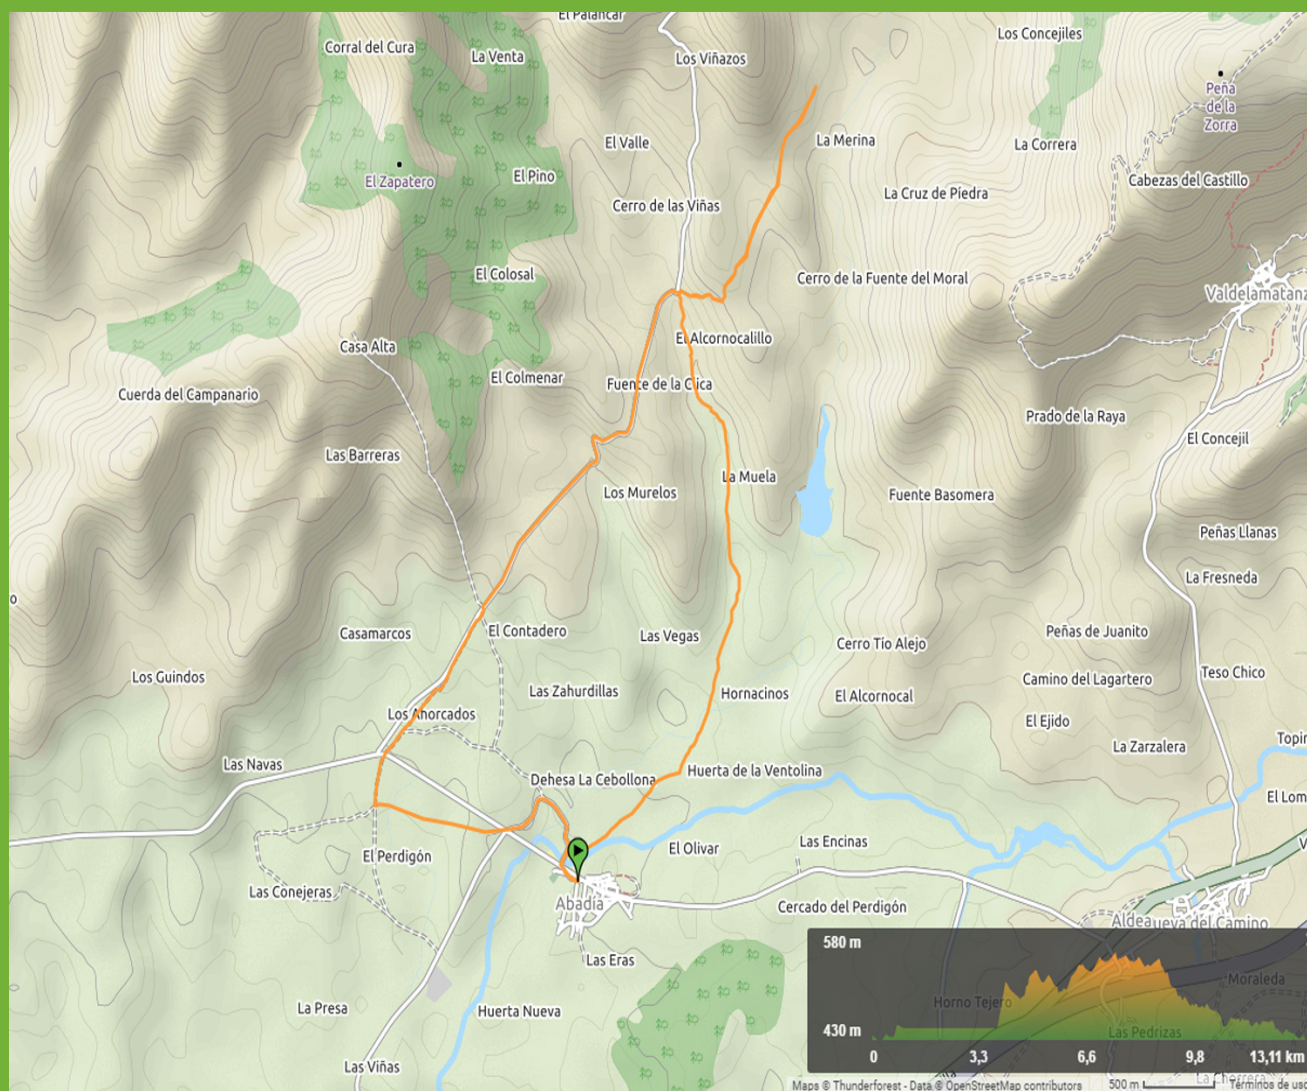 El Palancar
Corral del Cura
La Venta
Los Viñazos
Los Concejiles
Peña
de la
Zorra
El Valle
La Merina
La Correra
El Zapatero
El Pino
Cabezas del Castillo
Cerro de las Viñas
La Cruz de Piedra
El Colosal
Cerro de la Fuente del Moral
Valdelamatanz
Casa Alta
El Alcornocalillo
El Colmenar
Cuerda del Campanario
Prado de la Raya
El Concejil
Las Barreras
La Muela
Los Murelos
Fuente Basomera
Peñas Llanas
La Fresneda
o
Casamarcos
El Contadero
Las Vegas
Peñas de Juanito
Cerro Tío Alejo
Los Guindos
Teso Chico
Camino del Lagartero
Las Zahurdillas
Hornacinos
El Alcornocal
Los Ahorcados
El Ejido
La Zarzalera
Topir
Las Navas
Dehesa La Cebollona
Huerta de la Ventolina
El Lom
El Olivar
Las Encinas
El Perdigón
Las Conejeras
Abadía
Cercado del Perdigón
Las Eras
580 m
Moraleda
La Presa
Huerta Nueva
Horno Tejero
430 m
Las Pedrizas
0 3,3 6,6 9,8 13,11 km
Las Viñas
La Cherrera
Maps © Thunderforest - Data © OpenStreetMap contributors
500 m
Términos de uso